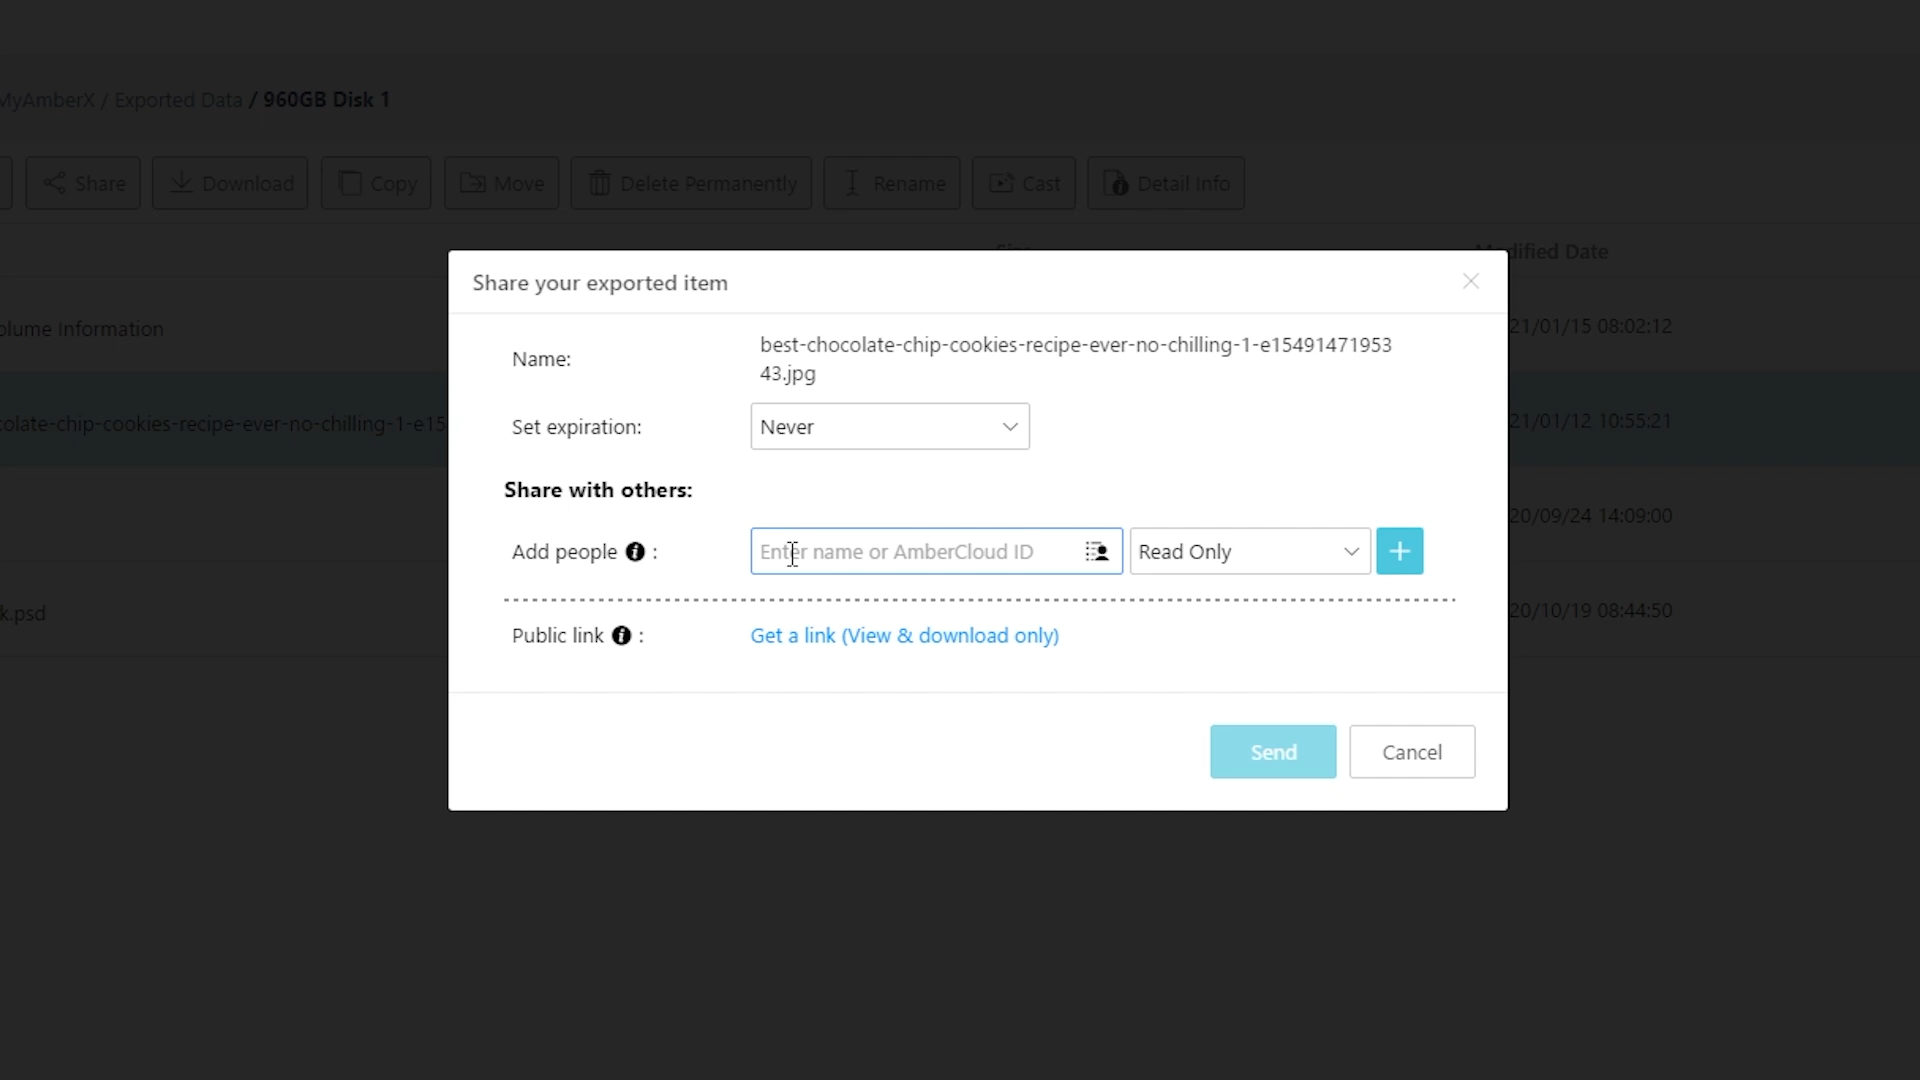 MyAmberX / Exported Data / 960GB Disk 1
Share Download Copy Move Delete Permanently Rename Cast Detail Info
Size Modified Date
Share your exported item
Name: best-chocolate-chip-cookies-recipe-ever-no-chilling-1-e15491471953
43.jpg
olume Information 21/01/15 08:02:12
colate-chip-cookies-recipe-ever-no-chilling-1-e15 21/01/12 10:55:21
Set expiration: Never
Share with others:
20/09/24 14:09:00
Add people : Enter name or AmberCloud ID Read Only
k.psd 20/10/19 08:44:50
Public link : Get a link (View & download only)
Send Cancel